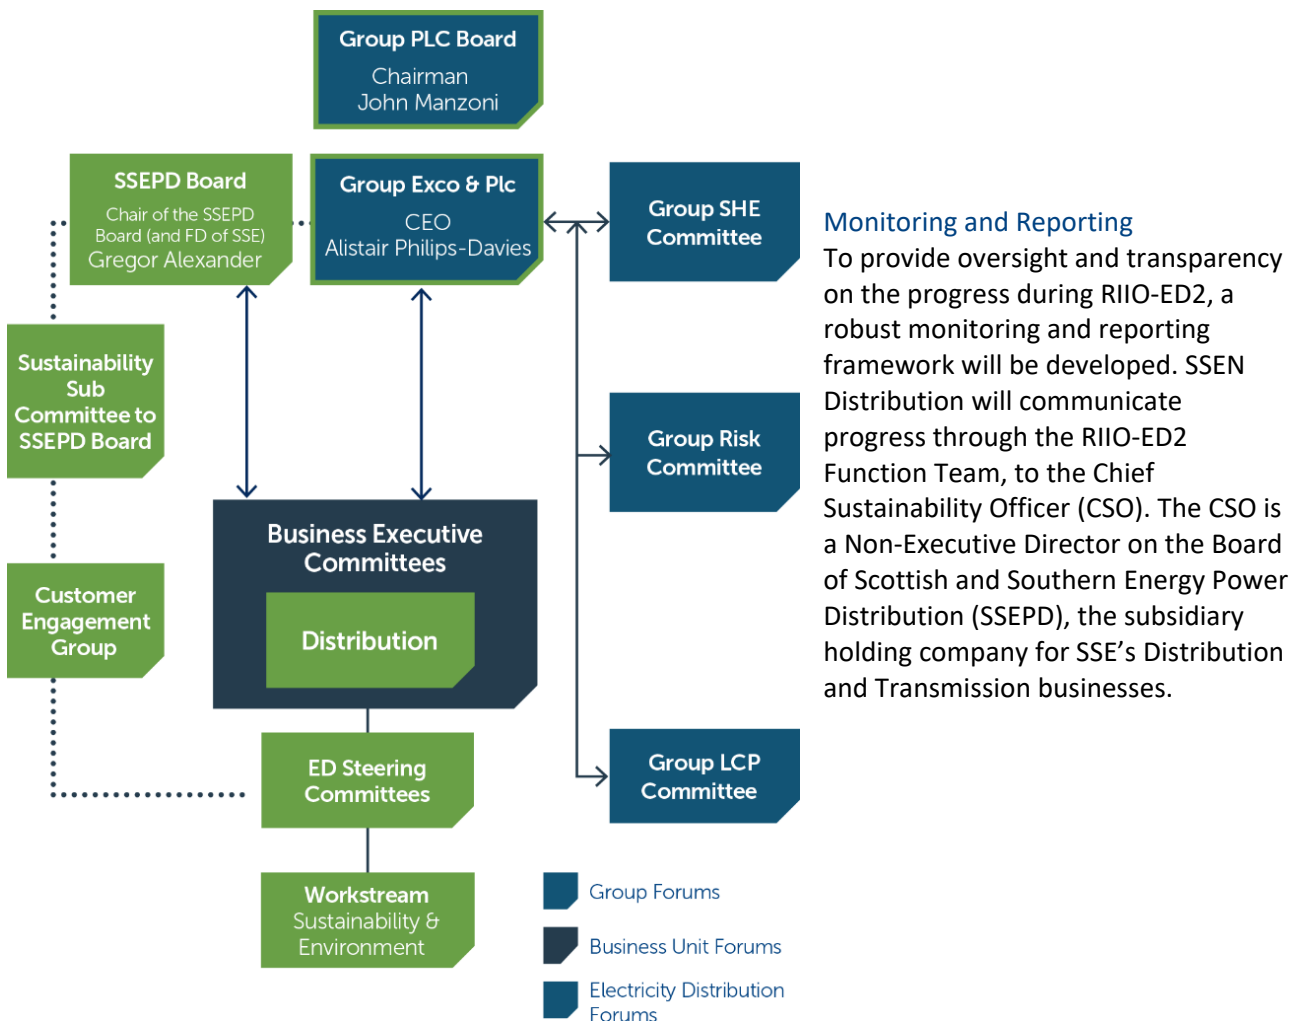 Group PLC Board
Chairman
John Manzoni
SSEPD Board
Chair of the SSEPD
Board (and FD of SSE)
Gregor Alexander
Group Exco & Plc
CEO
Alistair Philips-Davies
Group SHE
Committee
Sustainability
Sub
Committee to
SSEPD Board
Group Risk
Committee
Business Executive
Committees
Distribution
Customer
Engagement
Group
ED Steering
Committees
Group LCP
Committee
Workstream
Sustainability &
Environment
Group Forums
Business Unit Forums
Electricity Distribution
Forums
Monitoring and Reporting
To provide oversight and transparency
on the progress during RIIO-ED2, a
robust monitoring and reporting
framework will be developed. SSEN
Distribution will communicate
progress through the RIIO-ED2
Function Team, to the Chief
Sustainability Officer (CSO). The CSO is
a Non-Executive Director on the Board
of Scottish and Southern Energy Power
Distribution (SSEPD), the subsidiary
holding company for SSE’s Distribution
and Transmission businesses.